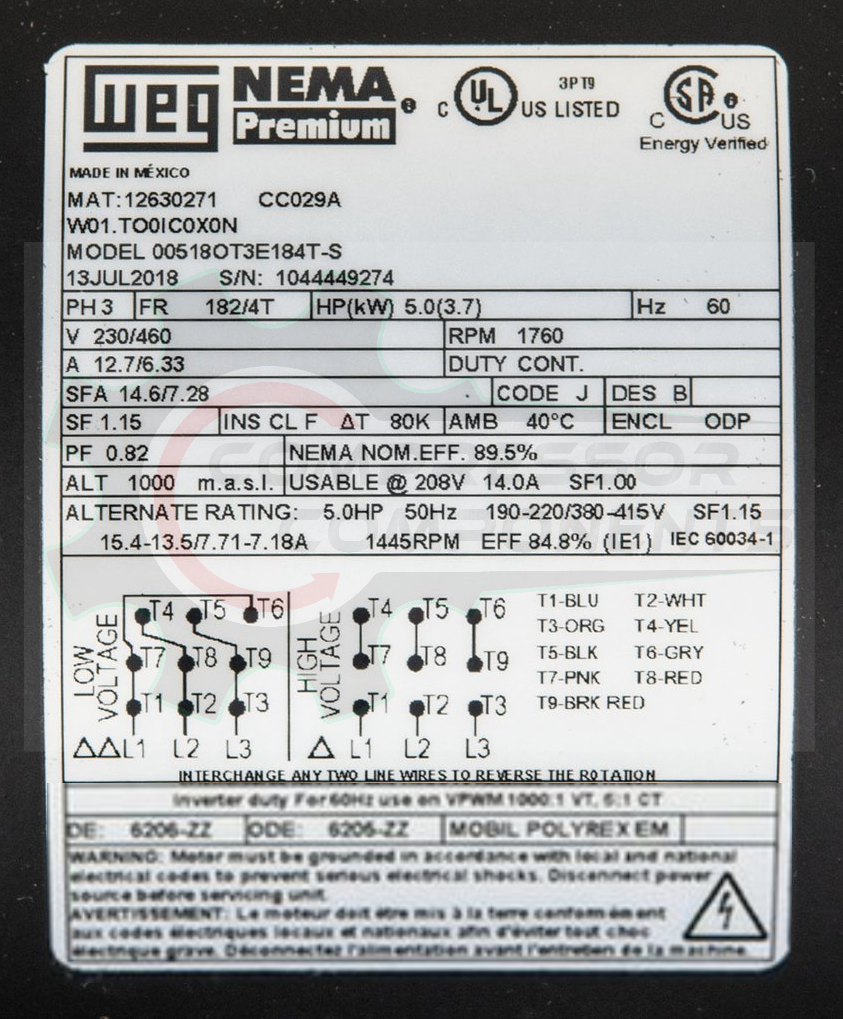 WEG NEMA Premium
C UL US LISTED 3PT9
C SA US
Energy Verified
MADE IN MÉXICO
MAT:12630271 CC029A
W01.TO0IC0X0N
MODEL 00518OT3E184T-S
13JUL2018 S/N: 1044449274
PH 3 FR 182/4T HP(kW) 5.0(3.7) Hz 60
V 230/460 RPM 1760
A 12.7/6.33 DUTY CONT.
SFA 14.6/7.28 CODE J DES B
SF 1.15 INS CL F ΔT 80K AMB 40°C ENCL ODP
PF 0.82 NEMA NOM.EFF. 89.5%
ALT 1000 m.a.s.l. USABLE @ 208V 14.0A SF1.00
ALTERNATE RATING: 5.0HP 50Hz 190-220/380-415V SF1.15
15.4-13.5/7.71-7.18A 1445RPM EFF 84.8% (IE1) IEC 60034-1
COMPRESSOR
COMPONENTS
LOW VOLTAGE
T4 T5 T6
T7 T8 T9
T1 T2 T3
ΔΔ L1 L2 L3
HIGH VOLTAGE
T4 T5 T6
T7 T8 T9
T1 T2 T3
Δ L1 L2 L3
T1-BLU T2-WHT
T3-ORG T4-YEL
T5-BLK T6-GRY
T7-PNK T8-RED
T9-BRK RED
INTERCHANGE ANY TWO LINE WIRES TO REVERSE THE ROTATION
Inverter duty For 60Hz use on VPWM 1000:1 VT, 6:1 CT
DE: 6206-ZZ ODE: 6205-ZZ MOBIL POLYREX EM
WARNING: Motor must be grounded in accordance with local and national
electrical codes to prevent serious electrical shocks. Disconnect power
source before servicing unit.
AVERTISSEMENT: Le moteur doit être mis à la terre conformément
aux codes électriques locaux et nationaux afin d'éviter tout choc
électrique grave. Déconnectez l'alimentation avant l'entretien de la machine.